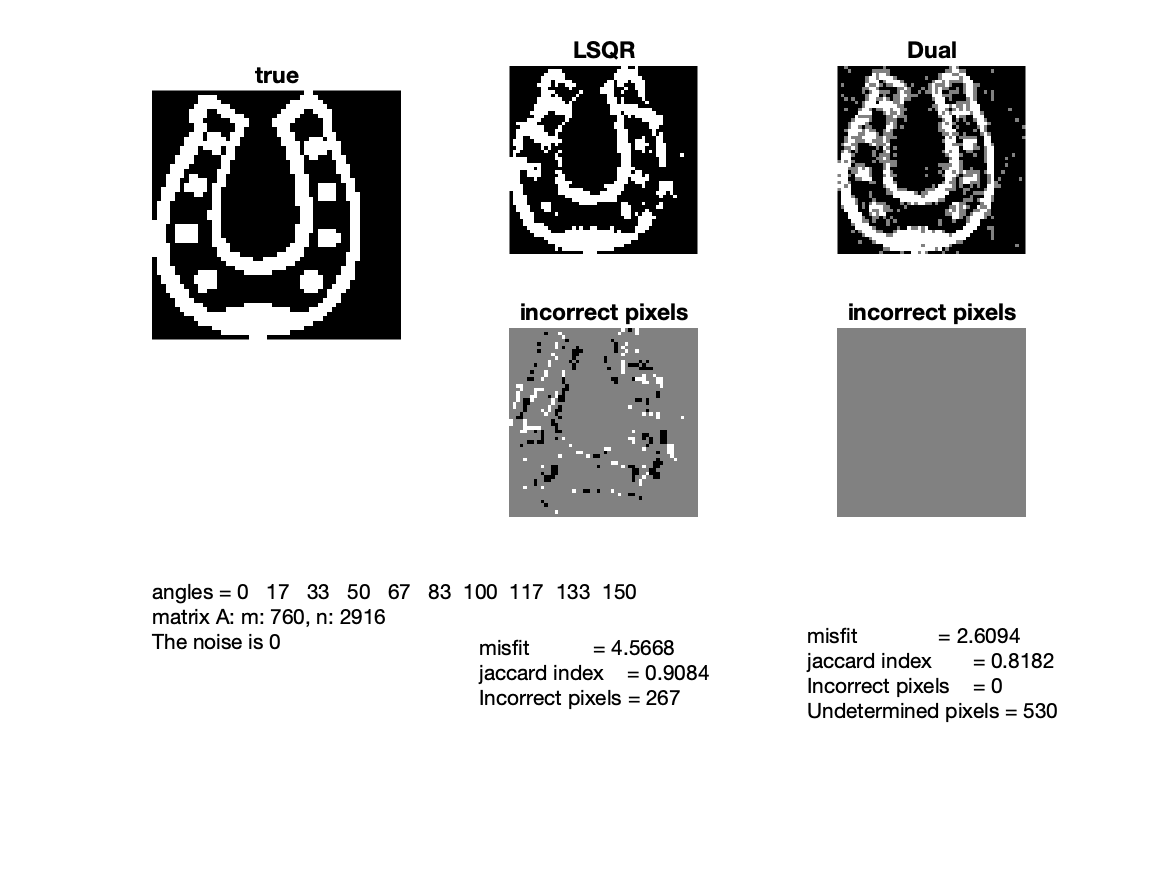 true
LSQR
Dual
incorrect pixels
incorrect pixels
angles = 0 17 33 50 67 83 100 117 133 150
matrix A: m: 760, n: 2916
The noise is 0
misfit = 4.5668
jaccard index = 0.9084
Incorrect pixels = 267
misfit = 2.6094
jaccard index = 0.8182
Incorrect pixels = 0
Undetermined pixels = 530